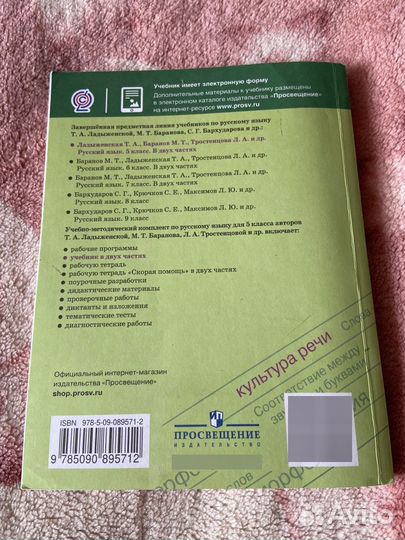 Учебник имеет электронную форму
Дополнительные материалы к учебнику размещены
в электронном каталоге издательства «Просвещение»
на интернет-ресурсе www.prosv.ru
Завершённая предметная линия учебников по русскому языку
Т. А. Ладыженской, М. Т. Баранова, С. Г. Бархударова и др.:
• Ладыженская Т. А., Баранов М. Т., Тростенцова Л. А. и др.
Русский язык. 5 класс. В двух частях
• Баранов М. Т., Ладыженская Т. А., Тростенцова Л. А. и др.
Русский язык. 6 класс. В двух частях
• Баранов М. Т., Ладыженская Т. А., Тростенцова Л. А. и др.
Русский язык. 7 класс. В двух частях
• Бархударов С. Г., Крючков С. Е., Максимов Л. Ю. и др.
Русский язык. 8 класс
• Бархударов С. Г., Крючков С. Е., Максимов Л. Ю. и др.
Русский язык. 9 класс
Учебно-методический комплект по русскому языку для 5 класса авторов
Т. А. Ладыженской, М. Т. Баранова, Л. А. Тростенцовой и др. включает:
• рабочие программы
• учебник в двух частях
• рабочую тетрадь
• рабочую тетрадь «Скорая помощь» в двух частях
• поурочные разработки
• дидактические материалы
• проверочные работы
• диктанты и изложения
• тематические тесты
• диагностические работы
Слова
культура речи
Соответствие между
буквами
Официальный интернет-магазин
издательства «Просвещение»
shop.prosv.ru
ISBN 978-5-09-089571-2
9 785090 895712
ПРОСВЕЩЕНИЕ
ИЗДАТЕЛЬСТВО
слов
Avito